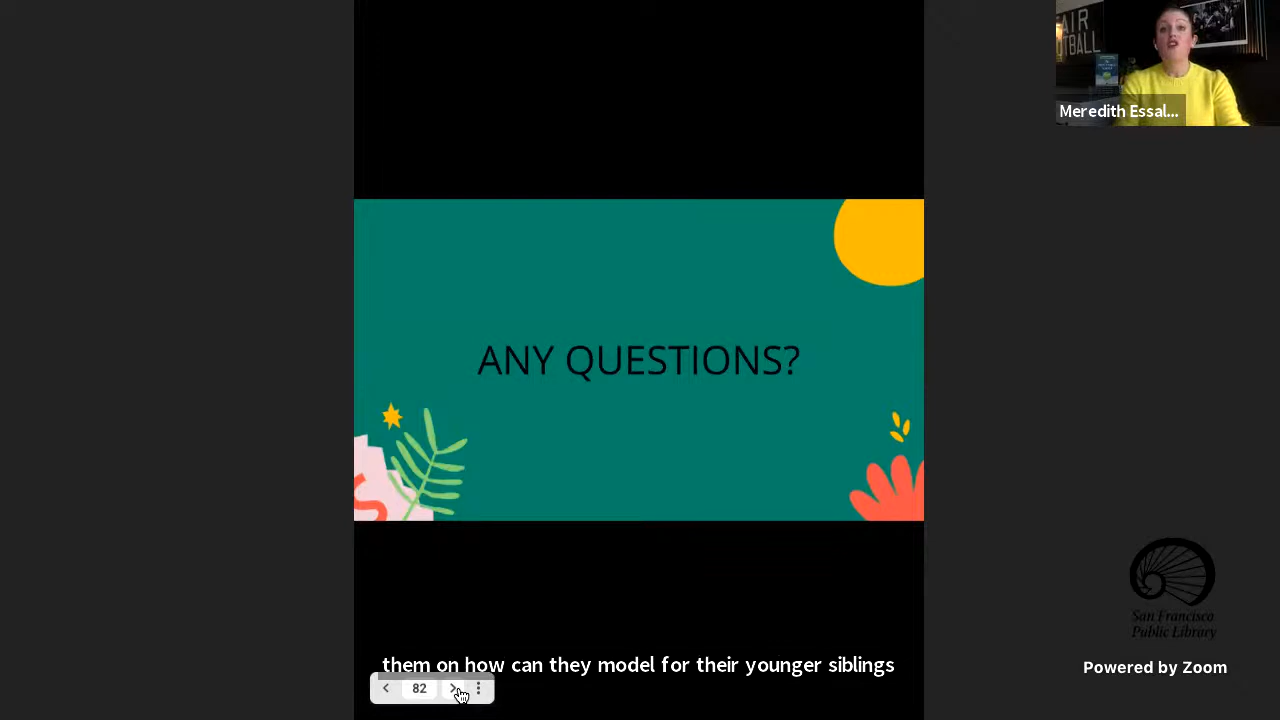 AIR
OTBALL
Meredith Essal...
ANY QUESTIONS?
S
San Francisco
Public Library
them on how can they model for their younger siblings
Powered by Zoom
82